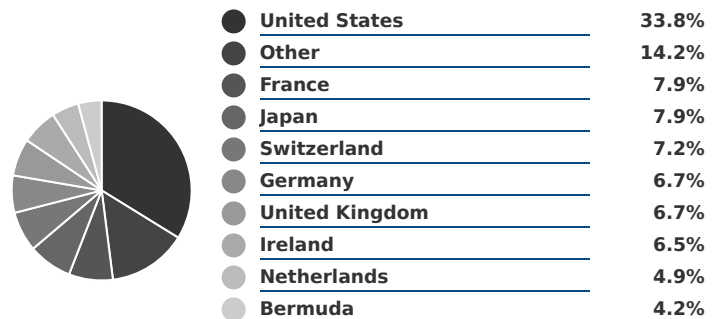 United States 33.8%
Other 14.2%
France 7.9%
Japan 7.9%
Switzerland 7.2%
Germany 6.7%
United Kingdom 6.7%
Ireland 6.5%
Netherlands 4.9%
Bermuda 4.2%